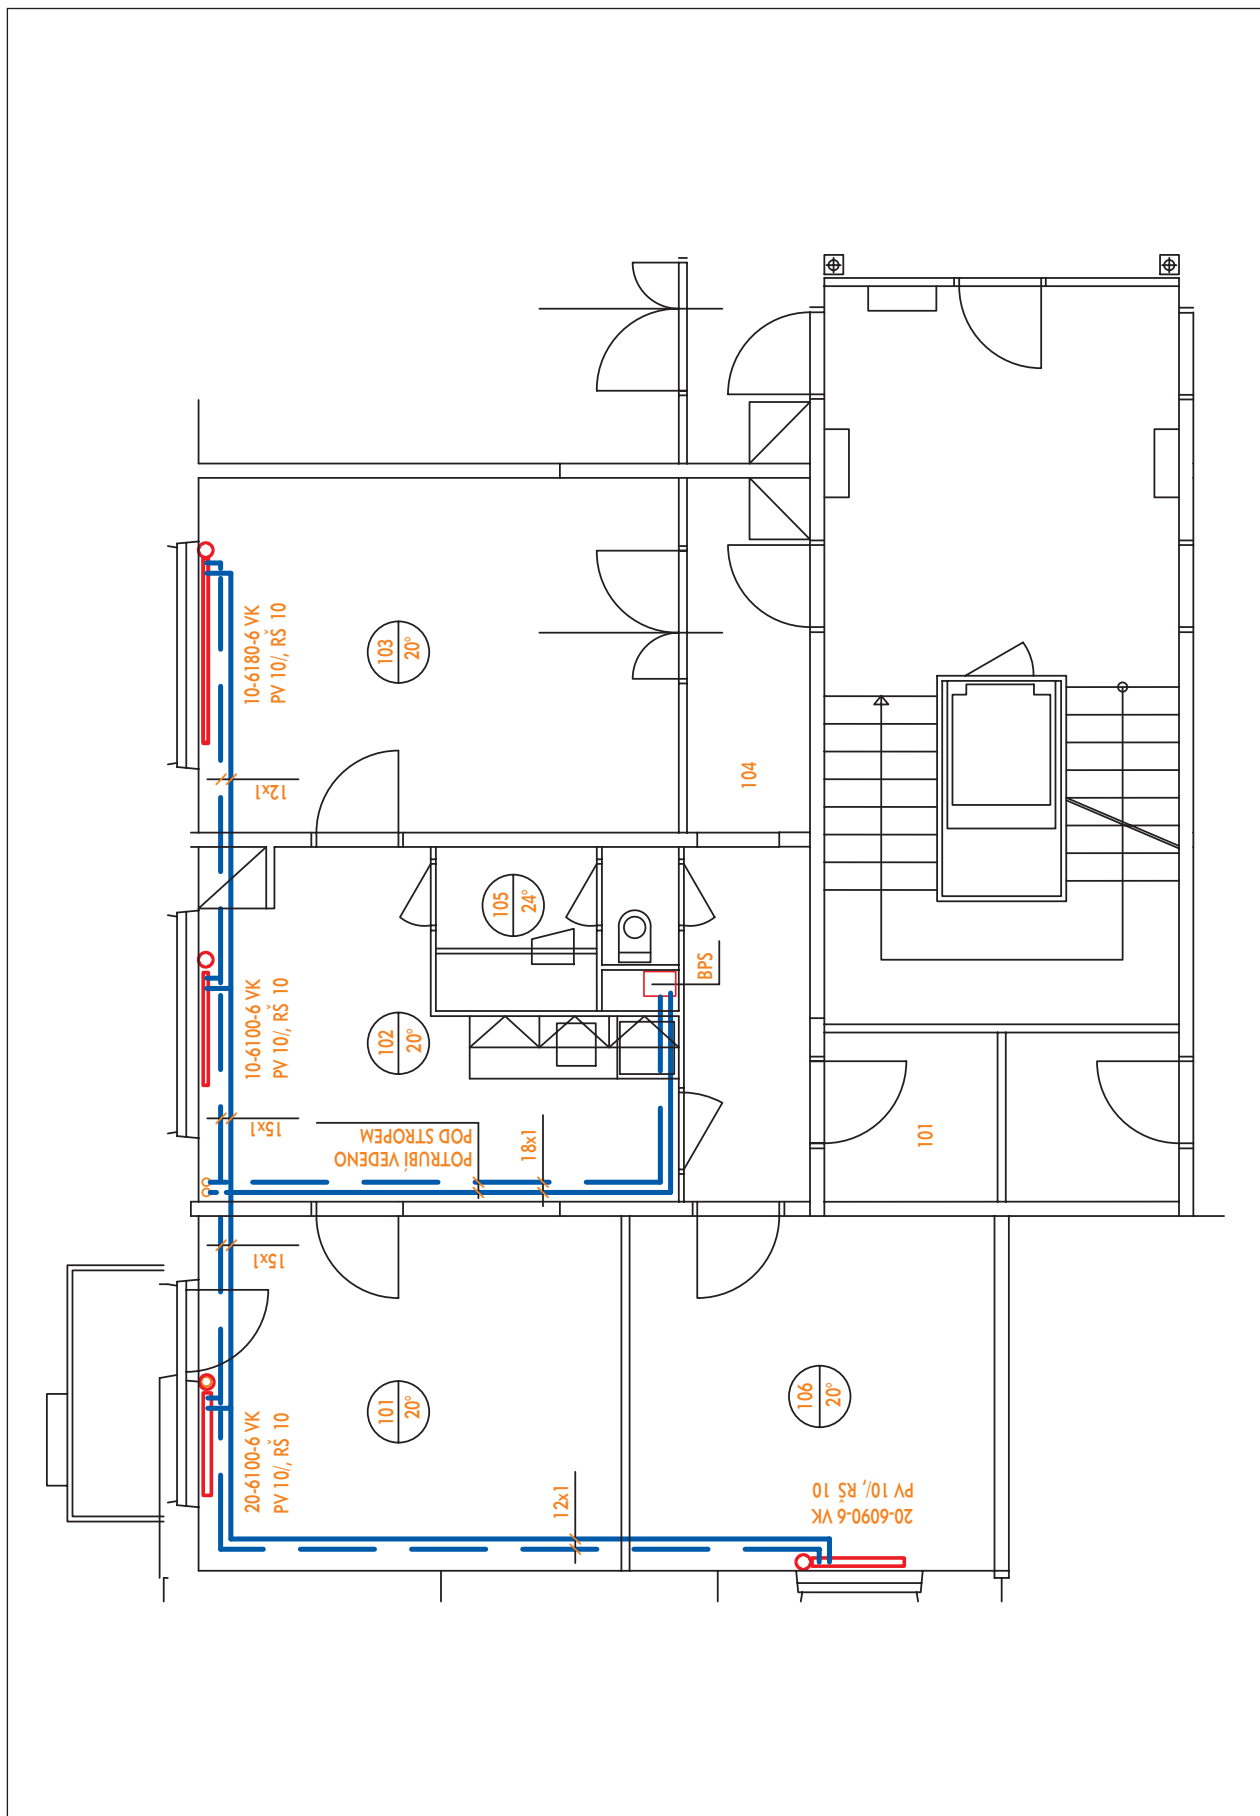 10-6180-6 VK
PV 10/, RŠ 10
103
20°
12x1
104
105
24°
BPS
10-6100-6 VK
PV 10/, RŠ 10
102
20°
15x1
POTRUBÍ VEDENO
POD STROPEM
18x1
101
15x1
20-6100-6 VK
PV 10/, RŠ 10
101
20°
106
20°
12x1
20-6090-6 VK
PV 10/, RŠ 10